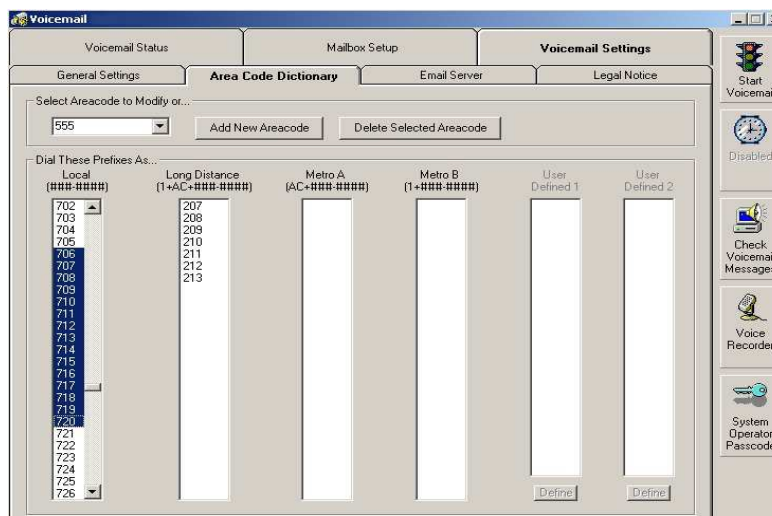 Voicemail
Voicemail Status
Mailbox Setup
Voicemail Settings
General Settings
Area Code Dictionary
Email Server
Legal Notice
Select Areacode to Modify or...
555
Add New Areacode
Delete Selected Areacode
Dial These Prefixes As...
Local
(###-####)
702
703
704
705
706
707
708
709
710
711
712
713
714
715
716
717
718
719
720
721
722
723
724
725
726
Long Distance
(1+AC+###-####)
207
208
209
210
211
212
213
Metro A
(AC+###-####)
Metro B
(1+###-####)
User
Defined 1
Define
User
Defined 2
Define
Start
Voicemail
Disabled
Check
Voicemail
Messages
Voice
Recorder
System
Operator
Passcode